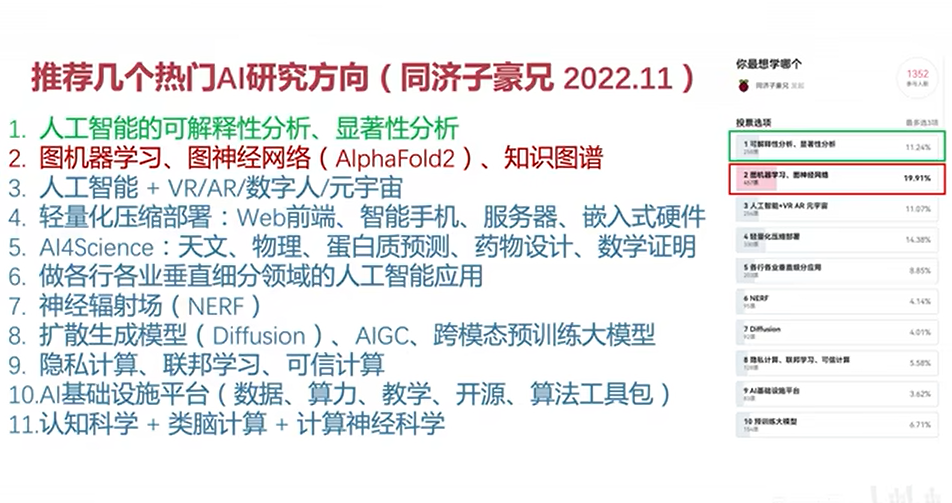 推荐几个热门AI研究方向（同济子豪兄 2022.11）
1. 人工智能的可解释性分析、显著性分析
2. 图机器学习、图神经网络（AlphaFold2）、知识图谱
3. 人工智能 + VR/AR/数字人/元宇宙
4. 轻量化压缩部署：Web前端、智能手机、服务器、嵌入式硬件
5. AI4Science：天文、物理、蛋白质预测、药物设计、数学证明
6. 做各行各业垂直细分领域的人工智能应用
7. 神经辐射场（NERF）
8. 扩散生成模型（Diffusion）、AIGC、跨模态预训练大模型
9. 隐私计算、联邦学习、可信计算
10.AI基础设施平台（数据、算力、教学、开源、算法工具包）
11.认知科学 + 类脑计算 + 计算神经科学
你最想学哪个
同济子豪兄 发起
1352
参与人数
投票选项 最多选3项
1 可解释性分析、显著性分析 11.24%
2 图机器学习、图神经网络 19.91%
3 人工智能+VR AR 元宇宙 11.07%
4 轻量化压缩部署 14.38%
5 各行各业垂直细分应用 8.85%
6 NERF 4.14%
7 Diffusion 4.01%
8 隐私计算、联邦学习、可信计算 5.58%
9 AI基础设施平台 3.62%
10 预训练大模型 6.71%